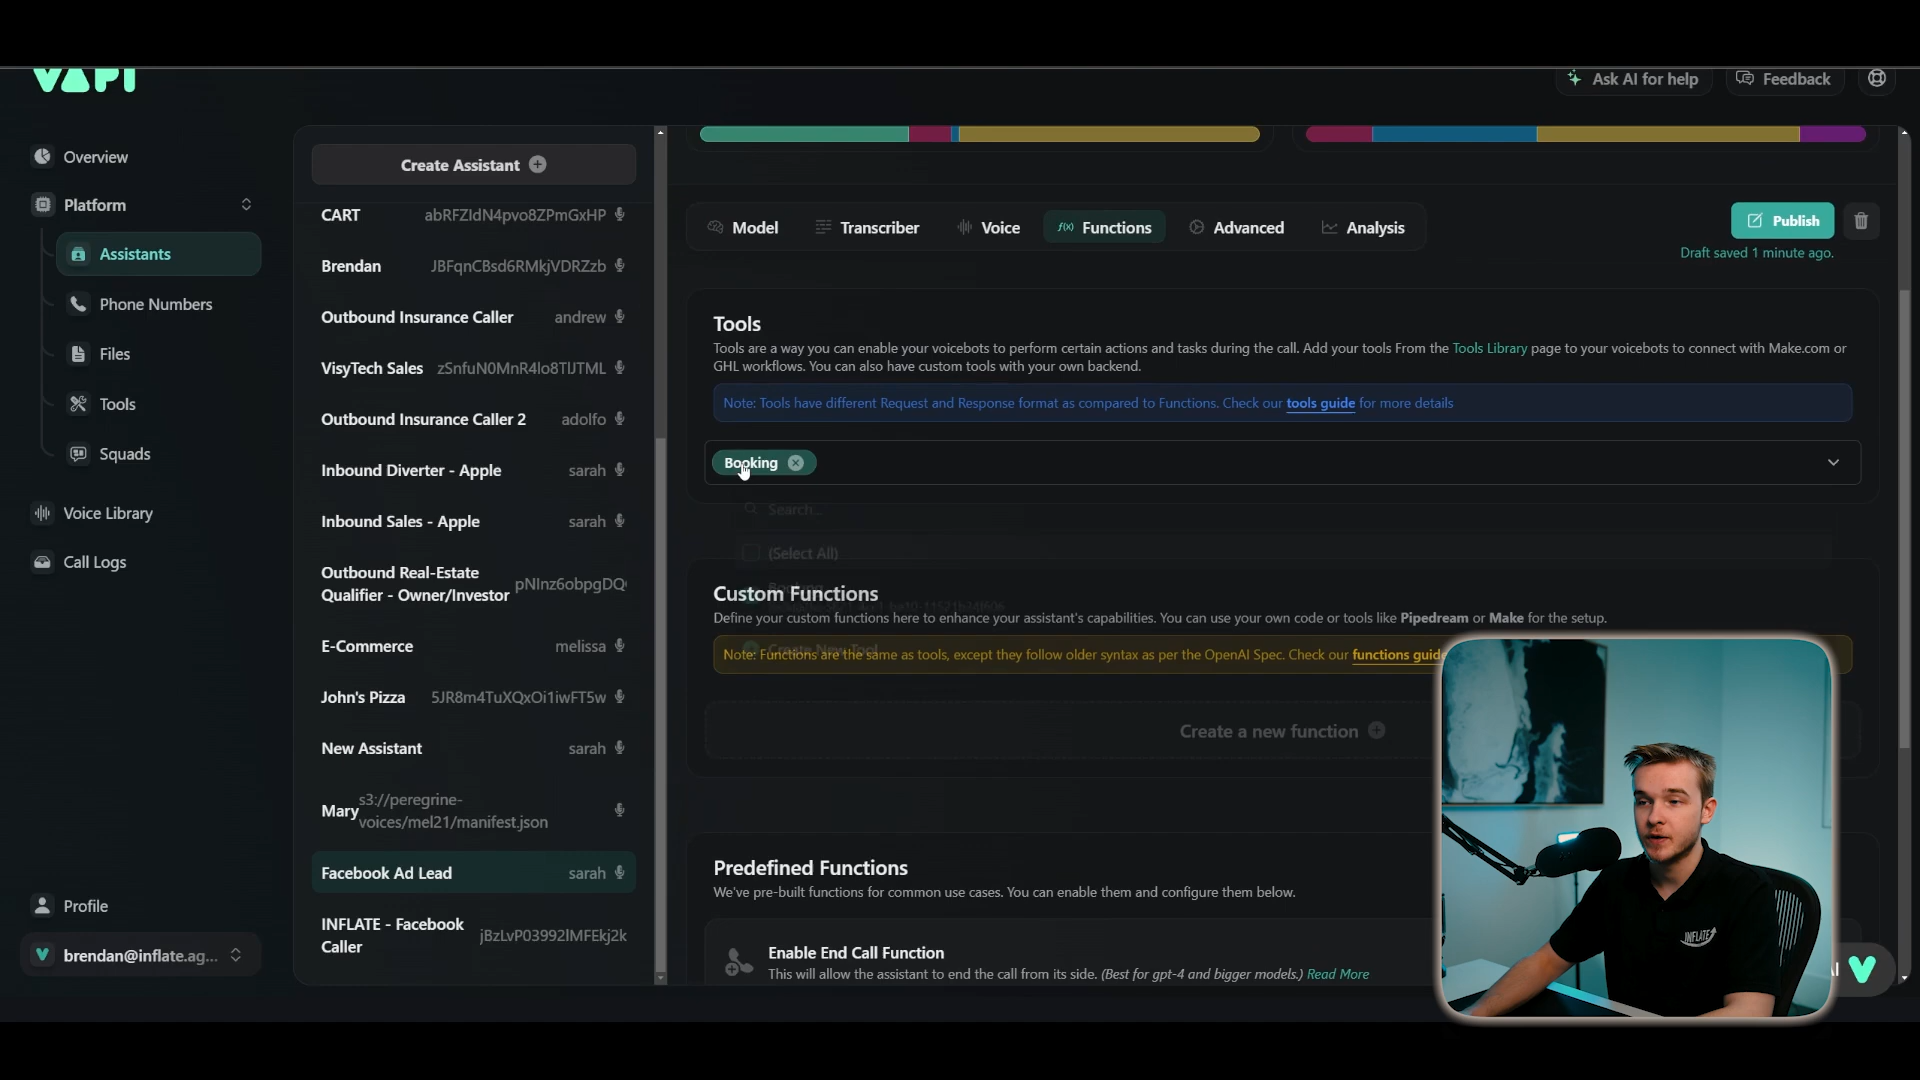 VAPI
Ask AI for help
Feedback
Overview
Platform
Assistants
Phone Numbers
Files
Tools
Squads
Voice Library
Call Logs
Profile
brendan@inflate.ag...
Create Assistant
CART abRFZIdN4pvo8ZPmGxHP
Brendan JBFqnCBsd6RMkjVDRZzb
Outbound Insurance Caller andrew
VisyTech Sales zSnfuN0MnR4lo8TIJTML
Outbound Insurance Caller 2 adolfo
Inbound Diverter - Apple sarah
Inbound Sales - Apple sarah
Outbound Real-Estate
Qualifier - Owner/Investor pNInz6obpgDQ
E-Commerce melissa
John's Pizza 5JR8m4TuXQxOi1iwFT5w
New Assistant sarah
Mary s3://peregrine-
voices/mel21/manifest.json
Facebook Ad Lead sarah
INFLATE - Facebook
Caller jBzLvP03992lMFEkj2k
Model
Transcriber
Voice
Functions
Advanced
Analysis
Publish
Draft saved 1 minute ago.
Tools
Tools are a way you can enable your voicebots to perform certain actions and tasks during the call. Add your tools From the Tools Library page to your voicebots to connect with Make.com or
GHL workflows. You can also have custom tools with your own backend.
Note: Tools have different Request and Response format as compared to Functions. Check our tools guide for more details
Booking
Search...
(Select All)
Booking
Create New Tool
Custom Functions
Define your custom functions here to enhance your assistant's capabilities. You can use your own code or tools like Pipedream or Make for the setup.
Note: Functions are the same as tools, except they follow older syntax as per the OpenAI Spec. Check our functions guide
Create a new function
Predefined Functions
We've pre-built functions for common use cases. You can enable them and configure them below.
Enable End Call Function
This will allow the assistant to end the call from its side. (Best for gpt-4 and bigger models.) Read More
INFLATE